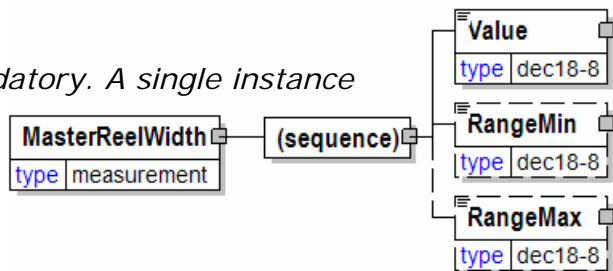 datory. A single instance
MasterReelWidth
type measurement
(sequence)
Value
type dec18-8
RangeMin
type dec18-8
RangeMax
type dec18-8